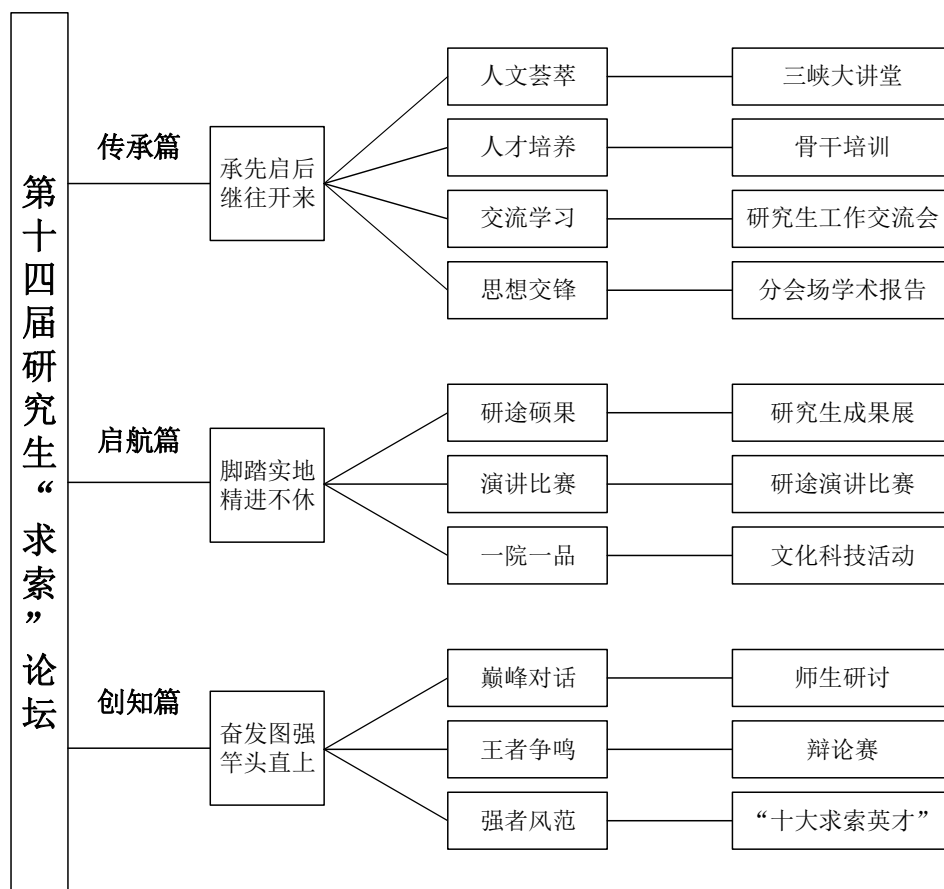 第十四届研究生“求索”论坛
传承篇
承先启后
继往开来
人文荟萃
三峡大讲堂
人才培养
骨干培训
交流学习
研究生工作交流会
思想交锋
分会场学术报告
启航篇
脚踏实地
精进不休
研途硕果
研究生成果展
演讲比赛
研途演讲比赛
一院一品
文化科技活动
创知篇
奋发图强
竿头直上
巅峰对话
师生研讨
王者争鸣
辩论赛
强者风范
“十大求索英才”